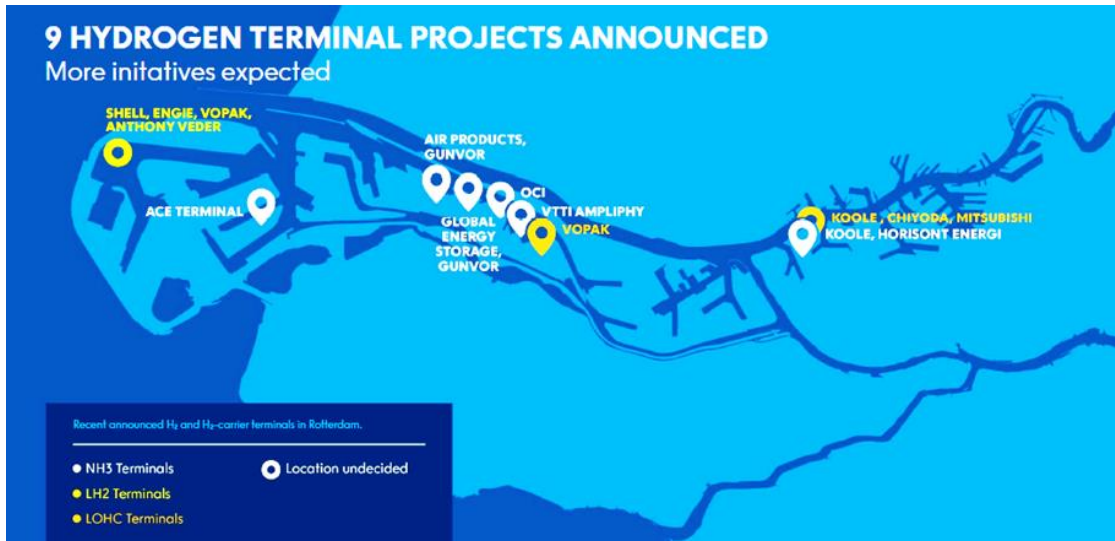 9 HYDROGEN TERMINAL PROJECTS ANNOUNCED
More initatives expected
SHELL, ENGIE, VOPAK,
ANTHONY VEDER
AIR PRODUCTS,
GUNVOR
ACE TERMINAL
OCI
VTTI AMPLIPHY
VOPAK
GLOBAL
ENERGY
STORAGE,
GUNVOR
KOOLE , CHIYODA, MITSUBISHI
KOOLE, HORISONT ENERGI
Recent announced H₂ and H₂-carrier terminals in Rotterdam.
NH3 Terminals
Location undecided
LH2 Terminals
LOHC Terminals